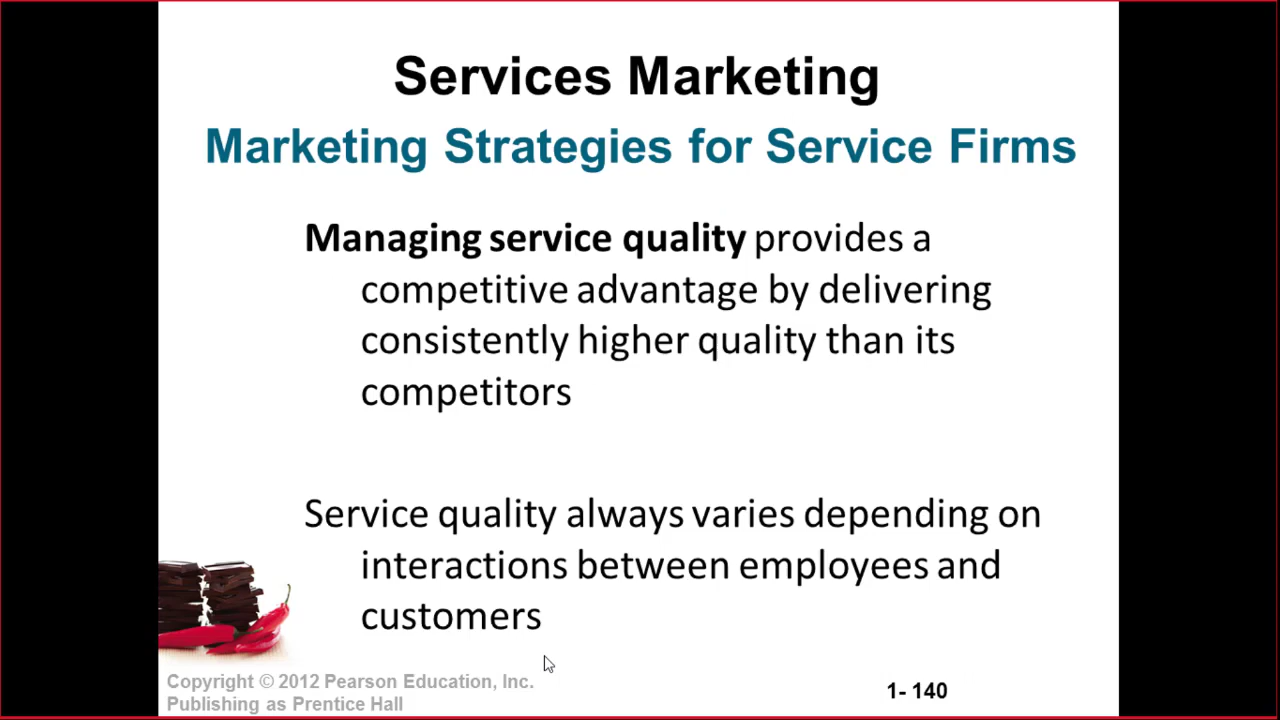 Services Marketing
Marketing Strategies for Service Firms
Managing service quality provides a
competitive advantage by delivering
consistently higher quality than its
competitors
Service quality always varies depending on
interactions between employees and
customers
Copyright © 2012 Pearson Education, Inc.
Publishing as Prentice Hall
1- 140